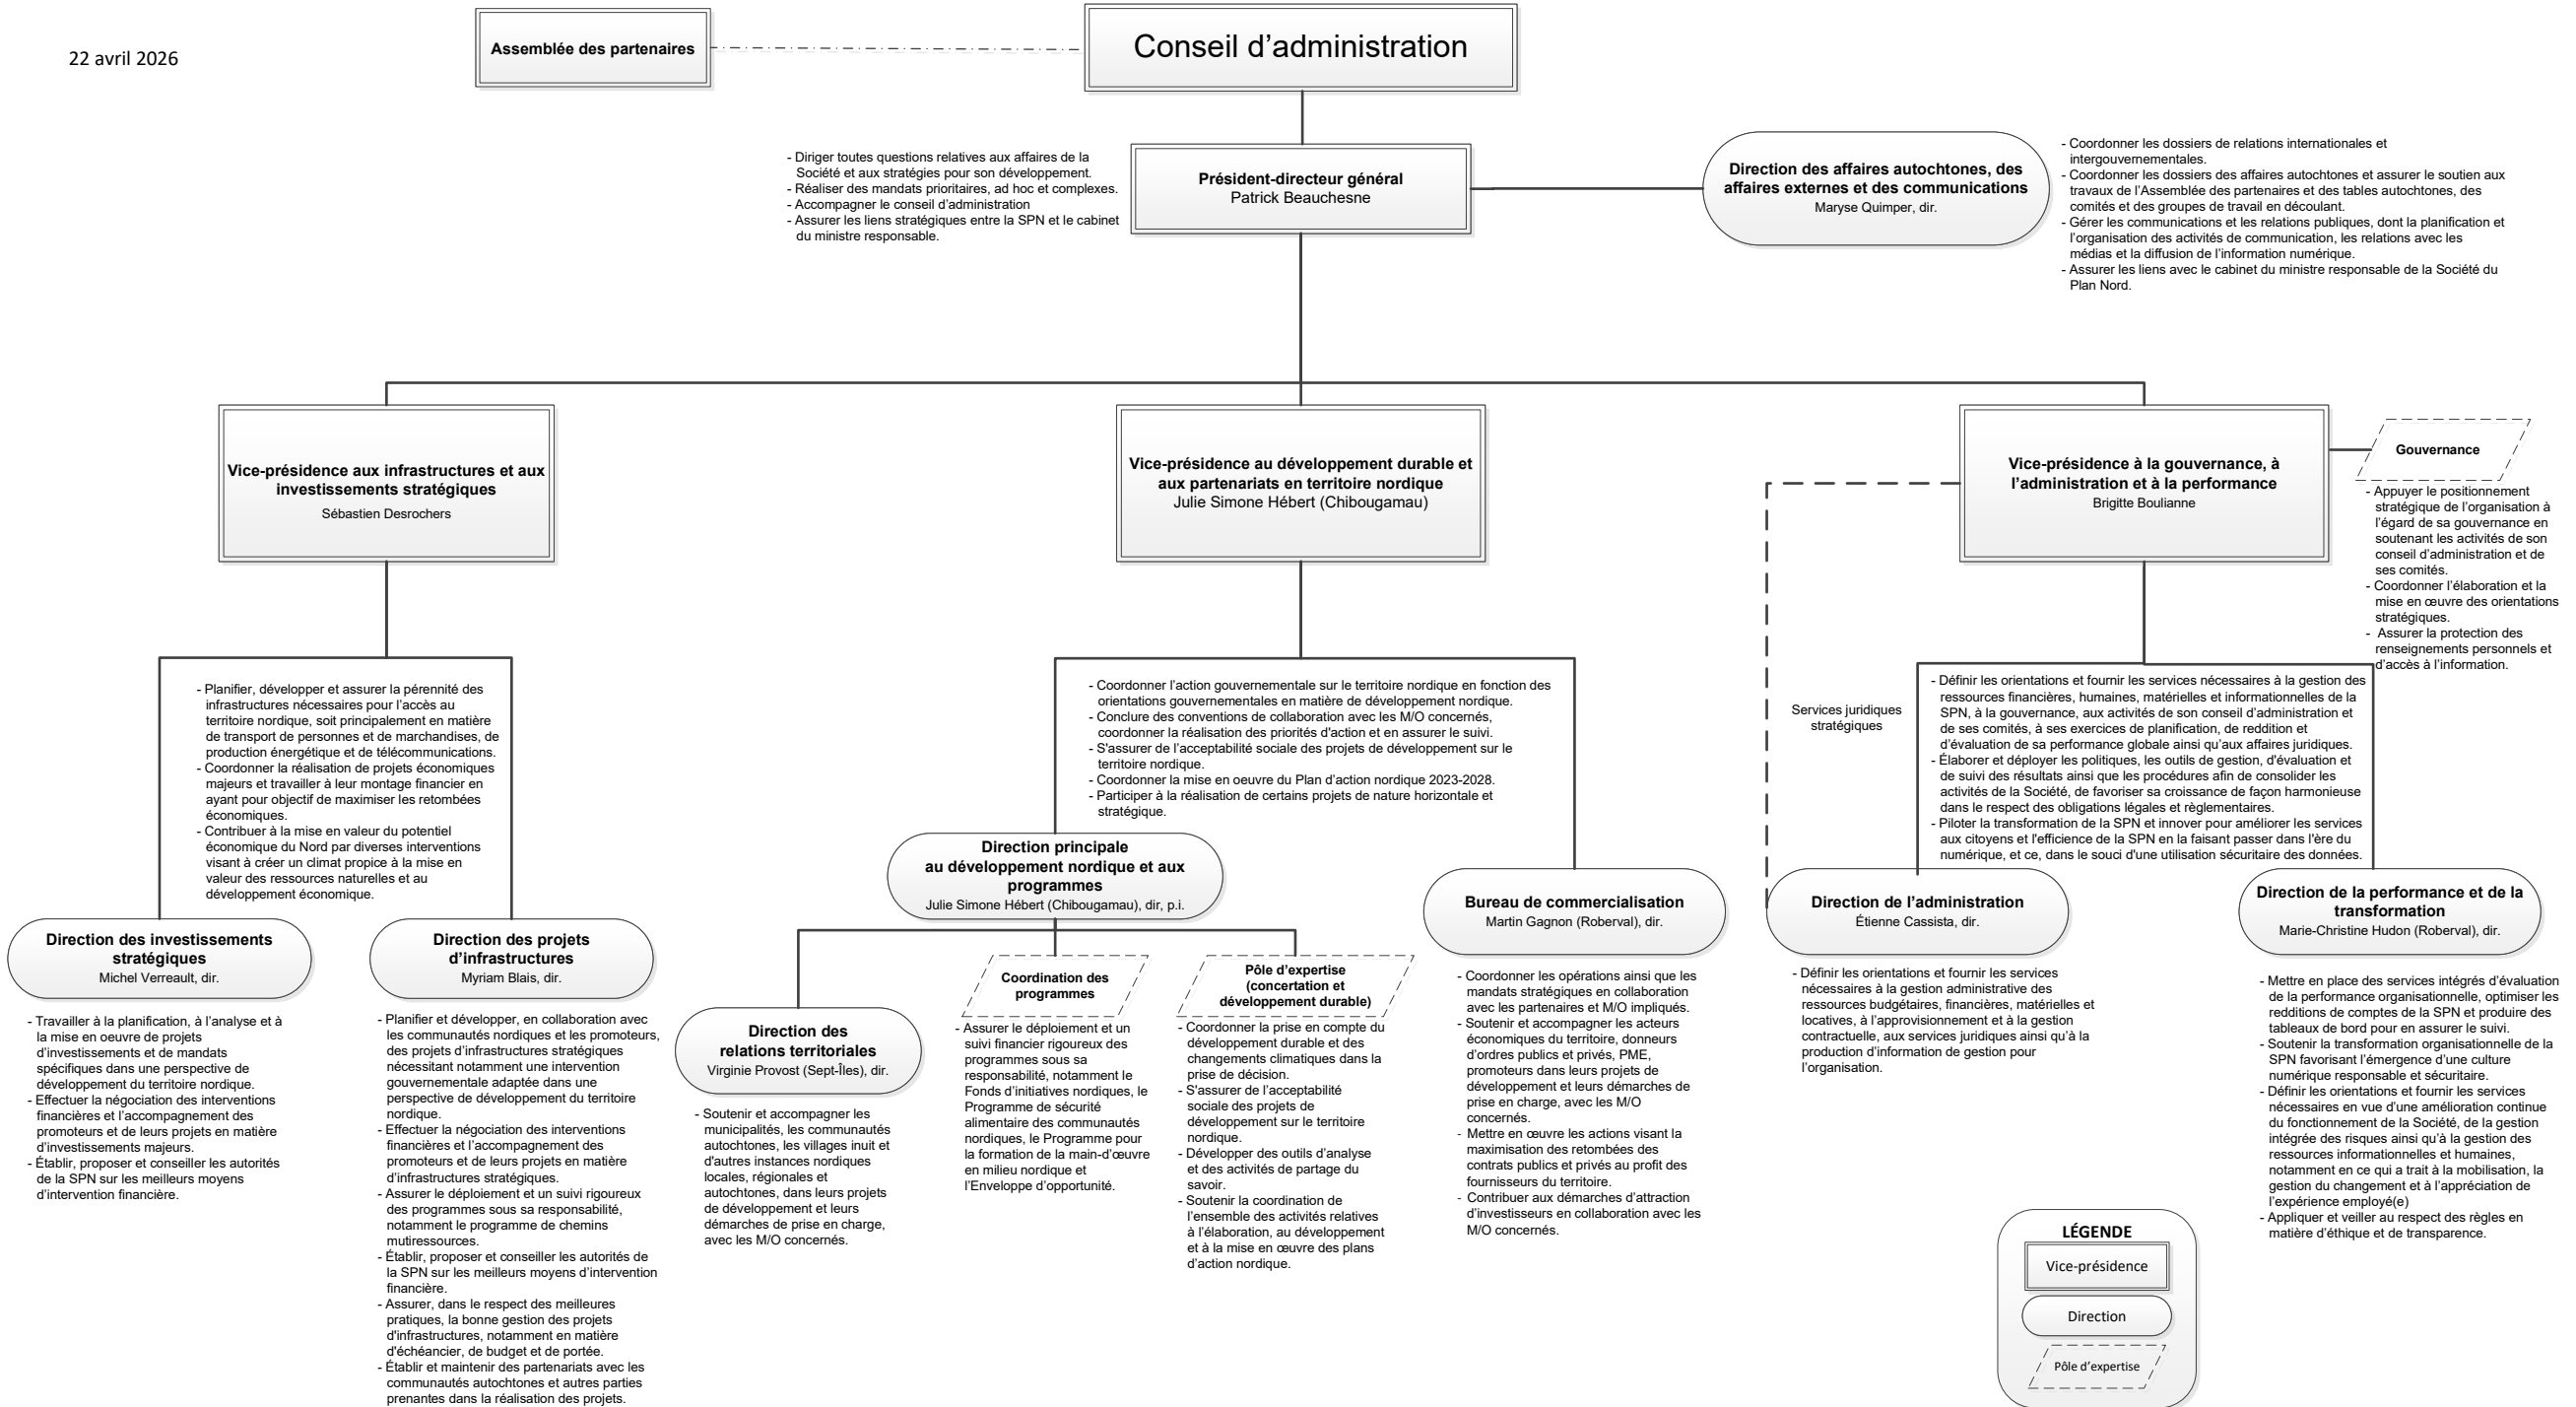 22 avril 2026
Assemblée des partenaires
Conseil d’administration
- Diriger toutes questions relatives aux affaires de la
Société et aux stratégies pour son développement.
- Réaliser des mandats prioritaires, ad hoc et complexes.
- Accompagner le conseil d’administration
- Assurer les liens stratégiques entre la SPN et le cabinet
du ministre responsable.
Président-directeur général
Patrick Beauchesne
Direction des affaires autochtones, des
affaires externes et des communications
Maryse Quimper, dir.
- Coordonner les dossiers de relations internationales et
intergouvernementales.
- Coordonner les dossiers des affaires autochtones et assurer le soutien aux
travaux de l’Assemblée des partenaires et des tables autochtones, des
comités et des groupes de travail en découlant.
- Gérer les communications et les relations publiques, dont la planification et
l’organisation des activités de communication, les relations avec les
médias et la diffusion de l’information numérique.
- Assurer les liens avec le cabinet du ministre responsable de la Société du
Plan Nord.
Vice-présidence aux infrastructures et aux
investissements stratégiques
Sébastien Desrochers
Vice-présidence au développement durable et
aux partenariats en territoire nordique
Julie Simone Hébert (Chibougamau)
Vice-présidence à la gouvernance, à
l’administration et à la performance
Brigitte Boulianne
Gouvernance
- Appuyer le positionnement
stratégique de l’organisation à
l’égard de sa gouvernance en
soutenant les activités de son
conseil d’administration et de
ses comités.
- Coordonner l’élaboration et la
mise en œuvre des orientations
stratégiques.
- Assurer la protection des
renseignements personnels et
d’accès à l’information.
- Planifier, développer et assurer la pérennité des
infrastructures nécessaires pour l’accès au
territoire nordique, soit principalement en matière
de transport de personnes et de marchandises, de
production énergétique et de télécommunications.
- Coordonner la réalisation de projets économiques
majeurs et travailler à leur montage financier en
ayant pour objectif de maximiser les retombées
économiques.
- Contribuer à la mise en valeur du potentiel
économique du Nord par diverses interventions
visant à créer un climat propice à la mise en
valeur des ressources naturelles et au
développement économique.
- Coordonner l’action gouvernementale sur le territoire nordique en fonction des
orientations gouvernementales en matière de développement nordique.
- Conclure des conventions de collaboration avec les M/O concernés,
coordonner la réalisation des priorités d'action et en assurer le suivi.
- S'assurer de l’acceptabilité sociale des projets de développement sur le
territoire nordique.
- Coordonner la mise en oeuvre du Plan d’action nordique 2023-2028.
- Participer à la réalisation de certains projets de nature horizontale et
stratégique.
Services juridiques
stratégiques
- Définir les orientations et fournir les services nécessaires à la gestion des
ressources financières, humaines, matérielles et informationnelles de la
SPN, à la gouvernance, aux activités de son conseil d’administration et
de ses comités, à ses exercices de planification, de reddition et
d’évaluation de sa performance globale ainsi qu’aux affaires juridiques.
- Élaborer et déployer les politiques, les outils de gestion, d'évaluation et
de suivi des résultats ainsi que les procédures afin de consolider les
activités de la Société, de favoriser sa croissance de façon harmonieuse
dans le respect des obligations légales et règlementaires.
- Piloter la transformation de la SPN et innover pour améliorer les services
aux citoyens et l'efficience de la SPN en la faisant passer dans l'ère du
numérique, et ce, dans le souci d'une utilisation sécuritaire des données.
Direction des investissements
stratégiques
Michel Verreault, dir.
- Travailler à la planification, à l’analyse et à
la mise en oeuvre de projets
d’investissements et de mandats
spécifiques dans une perspective de
développement du territoire nordique.
- Effectuer la négociation des interventions
financières et l’accompagnement des
promoteurs et de leurs projets en matière
d’investissements majeurs.
- Établir, proposer et conseiller les autorités
de la SPN sur les meilleurs moyens
d’intervention financière.
Direction des projets
d’infrastructures
Myriam Blais, dir.
- Planifier et développer, en collaboration avec
les communautés nordiques et les promoteurs,
des projets d’infrastructures stratégiques
nécessitant notamment une intervention
gouvernementale adaptée dans une
perspective de développement du territoire
nordique.
- Effectuer la négociation des interventions
financières et l’accompagnement des
promoteurs et de leurs projets en matière
d’infrastructures stratégiques.
- Assurer le déploiement et un suivi rigoureux
des programmes sous sa responsabilité,
notamment le programme de chemins
mutiressources.
- Établir, proposer et conseiller les autorités de
la SPN sur les meilleurs moyens d’intervention
financière.
- Assurer, dans le respect des meilleures
pratiques, la bonne gestion des projets
d'infrastructures, notamment en matière
d'échéancier, de budget et de portée.
- Établir et maintenir des partenariats avec les
communautés autochtones et autres parties
prenantes dans la réalisation des projets.
Direction principale
au développement nordique et aux
programmes
Julie Simone Hébert (Chibougamau), dir, p.i.
Direction des
relations territoriales
Virginie Provost (Sept-Îles), dir.
- Soutenir et accompagner les
municipalités, les communautés
autochtones, les villages inuit et
d'autres instances nordiques
locales, régionales et
autochtones, dans leurs projets
de développement et leurs
démarches de prise en charge,
avec les M/O concernés.
Coordination des
programmes
- Assurer le déploiement et un
suivi financier rigoureux des
programmes sous sa
responsabilité, notamment le
Fonds d’initiatives nordiques, le
Programme de sécurité
alimentaire des communautés
nordiques, le Programme pour
la formation de la main-d’œuvre
en milieu nordique et
l’Enveloppe d’opportunité.
Pôle d’expertise
(concertation et
développement durable)
- Coordonner la prise en compte du
développement durable et des
changements climatiques dans la
prise de décision.
- S'assurer de l’acceptabilité
sociale des projets de
développement sur le territoire
nordique.
- Développer des outils d’analyse
et des activités de partage du
savoir.
- Soutenir la coordination de
l’ensemble des activités relatives
à l’élaboration, au développement
et à la mise en œuvre des plans
d’action nordique.
Bureau de commercialisation
Martin Gagnon (Roberval), dir.
- Coordonner les opérations ainsi que les
mandats stratégiques en collaboration
avec les partenaires et M/O impliqués.
- Soutenir et accompagner les acteurs
économiques du territoire, donneurs
d’ordres publics et privés, PME,
promoteurs dans leurs projets de
développement et leurs démarches de
prise en charge, avec les M/O
concernés.
- Mettre en œuvre les actions visant la
maximisation des retombées des
contrats publics et privés au profit des
fournisseurs du territoire.
- Contribuer aux démarches d’attraction
d’investisseurs en collaboration avec les
M/O concernés.
Direction de l’administration
Étienne Cassista, dir.
- Définir les orientations et fournir les services
nécessaires à la gestion administrative des
ressources budgétaires, financières, matérielles et
locatives, à l’approvisionnement et à la gestion
contractuelle, aux services juridiques ainsi qu’à la
production d’information de gestion pour
l’organisation.
Direction de la performance et de la
transformation
Marie-Christine Hudon (Roberval), dir.
- Mettre en place des services intégrés d’évaluation
de la performance organisationnelle, optimiser les
redditions de comptes de la SPN et produire des
tableaux de bord pour en assurer le suivi.
- Soutenir la transformation organisationnelle de la
SPN favorisant l’émergence d’une culture
numérique responsable et sécuritaire.
- Définir les orientations et fournir les services
nécessaires en vue d’une amélioration continue
du fonctionnement de la Société, de la gestion
intégrée des risques ainsi qu’à la gestion des
ressources informationnelles et humaines,
notamment en ce qui a trait à la mobilisation, la
gestion du changement et à l’appréciation de
l’expérience employé(e)
- Appliquer et veiller au respect des règles en
matière d’éthique et de transparence.
LÉGENDE
Vice-présidence
Direction
Pôle d’expertise